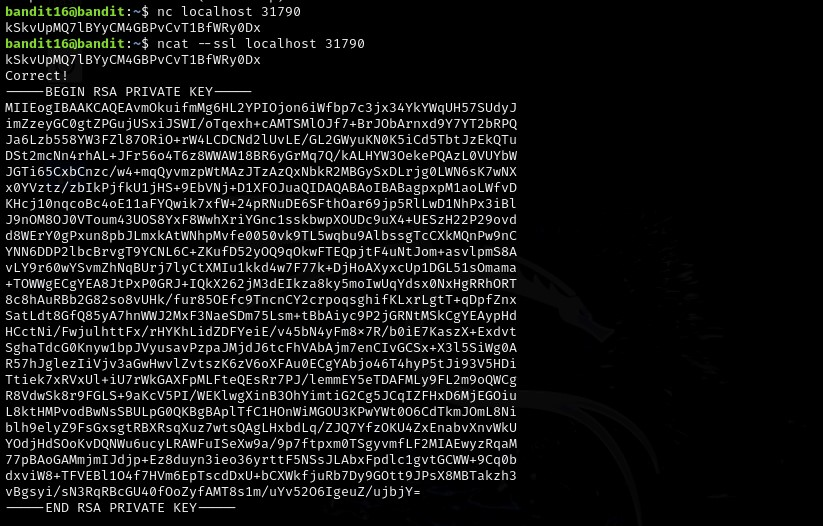 bandit16@bandit:~$ nc localhost 31790
kSkvUpMQ7lBYyCM4GBPvCvT1BfWRy0Dx
bandit16@bandit:~$ ncat --ssl localhost 31790
kSkvUpMQ7lBYyCM4GBPvCvT1BfWRy0Dx
Correct!
-----BEGIN RSA PRIVATE KEY-----
MIIEogIBAAKCAQEAvmOkuifmMg6HL2YPIOjon6iWfbp7c3jx34YkYWqUH57SUdyJ
imZzeyGC0gtZPGujUSxiJSWI/oTqexh+cAMTSMlOJf7+BrJObArnxd9Y7YT2bRPQ
Ja6Lzb558YW3FZl87ORiO+rW4LCDCNd2lUvLE/GL2GWyuKN0K5iCd5TbtJzEkQTu
DSt2mcNn4rhAL+JFr56o4T6z8WWAW18BR6yGrMq7Q/kALHYW3OekePQAzL0VUYbW
JGTi65CxbCnzc/w4+mqQyvmzpWtMAzJTzAzQxNbkR2MBGySxDLrjg0LWN6sK7wNX
x0YVztz/zbIkPjfkU1jHS+9EbVNj+D1XFOJuaQIDAQABAoIBABagpxpM1aoLWfvD
KHcj10nqcoBc4oE11aFYQwik7xfW+24pRNuDE6SFthOar69jp5RlLwD1NhPx3iBl
J9nOM8OJ0VToum43UOS8YxF8WwhXriYGnc1sskbwpXOUDc9uX4+UESzH22P29ovd
d8WErY0gPxun8pbJLmxkAtWNhpMvfe0050vk9TL5wqbu9AlbssgTcCXkMQnPw9nC
YNN6DDP2lbcBrvgT9YCNL6C+ZKufD52yOQ9qOkwFTEQpjtF4uNtJom+asvlpmS8A
vLY9r60wYSvmZhNqBUrj7lyCtXMIu1kkd4w7F77k+DjHoAXyxcUp1DGL51sOmama
+TOWWgECgYEA8JtPxP0GRJ+IQkX262jM3dEIkza8ky5moIwUqYdsx0NxHgRRhORT
8c8hAuRBb2G82so8vUHk/fur85OEfc9TncnCY2crpoqsghifKLxrLgtT+qDpfZnx
SatLdt8GfQ85yA7hnWWJ2MxF3NaeSDm75Lsm+tBbAiyc9P2jGRNtMSkCgYEAypHd
HCctNi/FwjulhttFx/rHYKhLidZDFYeiE/v45bN4yFm8x7R/b0iE7KaszX+Exdvt
SghaTdcG0Knyw1bpJVyusavPzpaJMjdJ6tcFhVAbAjm7enCIvGCSx+X3l5SiWg0A
R57hJglezIiVjv3aGwHwvlZvtszK6zV6oXFAu0ECgYAbjo46T4hyP5tJi93V5HDi
Ttiek7xRVxUl+iU7rWkGAXFpMLFteQEsRr7PJ/lemmEY5eTDAFMLy9FL2m9oQWCg
R8VdwSk8r9FGLS+9aKcV5PI/WEKlwgXinB3OhYimtiG2Cg5JCqIZFHxD6MjEGOiu
L8ktHMPvodBwNsSBULpG0QKBgBAplTfC1HOnWiMGOU3KPwYWt0O6CdTkmJOmL8Ni
blh9elyZ9FsGxsgtRBXRsqXuz7wtsQAgLHxbdLq/ZJQ7YfzOKU4ZxEnabvXnvWkU
YOdjHdSOoKvDQNWu6ucyLRAWFuISeXw9a/9p7ftpxm0TSgyvmfLF2MIAEwyzRqaM
77pBAoGAMmjmIJdjp+Ez8duyn3ieo36yrttF5NSsJLAbxFpdlc1gvtGCWW+9Cq0b
dxviW8+TFVEBl1O4f7HVm6EpTscdDxU+bCXWkfjuRb7Dy9GOtt9JPsX8MBTakzh3
vBgsyi/sN3RqRBcGU40fOoZyfAMT8s1m/uYv52O6IgeuZ/ujbjY=
-----END RSA PRIVATE KEY-----